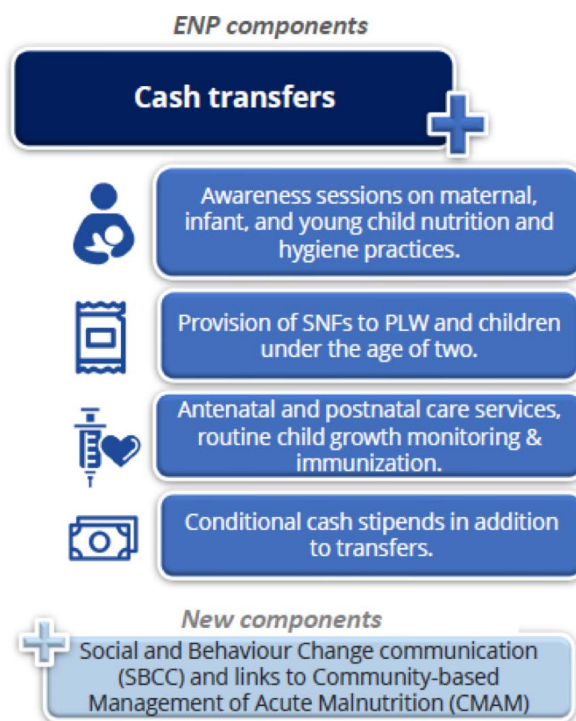 ENP components
Cash transfers
Awareness sessions on maternal,
infant, and young child nutrition and
hygiene practices.
Provision of SNFs to PLW and children
under the age of two.
Antenatal and postnatal care services,
routine child growth monitoring &
immunization.
Conditional cash stipends in addition
to transfers.
New components
Social and Behaviour Change communication
(SBCC) and links to Community-based
Management of Acute Malnutrition (CMAM)